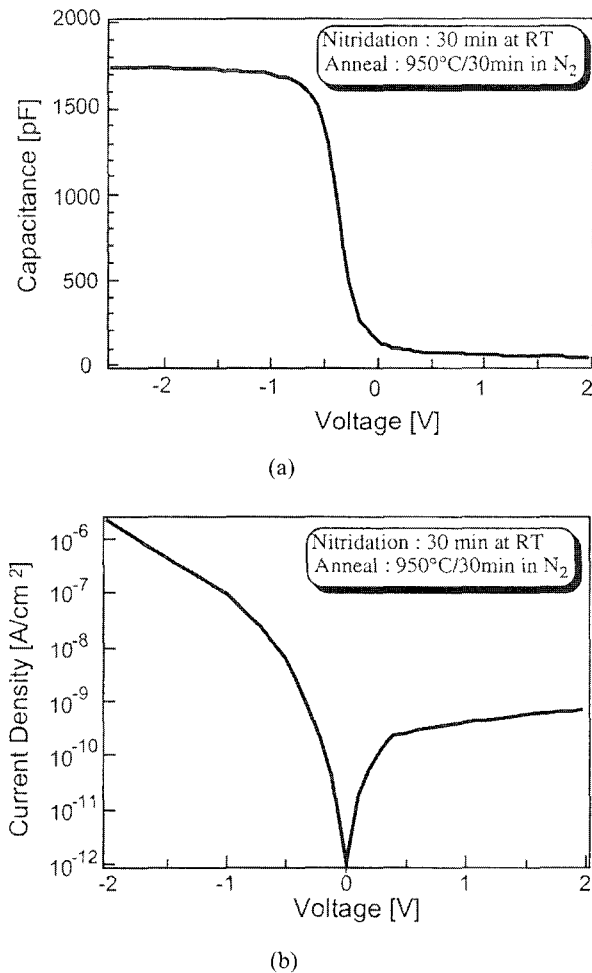 2000
1500
1000
500
0
Capacitance [pF]
Nitridation : 30 min at RT
Anneal : 950°C/30min in N2
-2
-1
0
1
2
Voltage [V]
(a)
10-6
10-7
10-8
10-9
10-10
10-11
10-12
Current Density [A/cm 2]
Nitridation : 30 min at RT
Anneal : 950°C/30min in N2
-2
-1
0
1
2
Voltage [V]
(b)